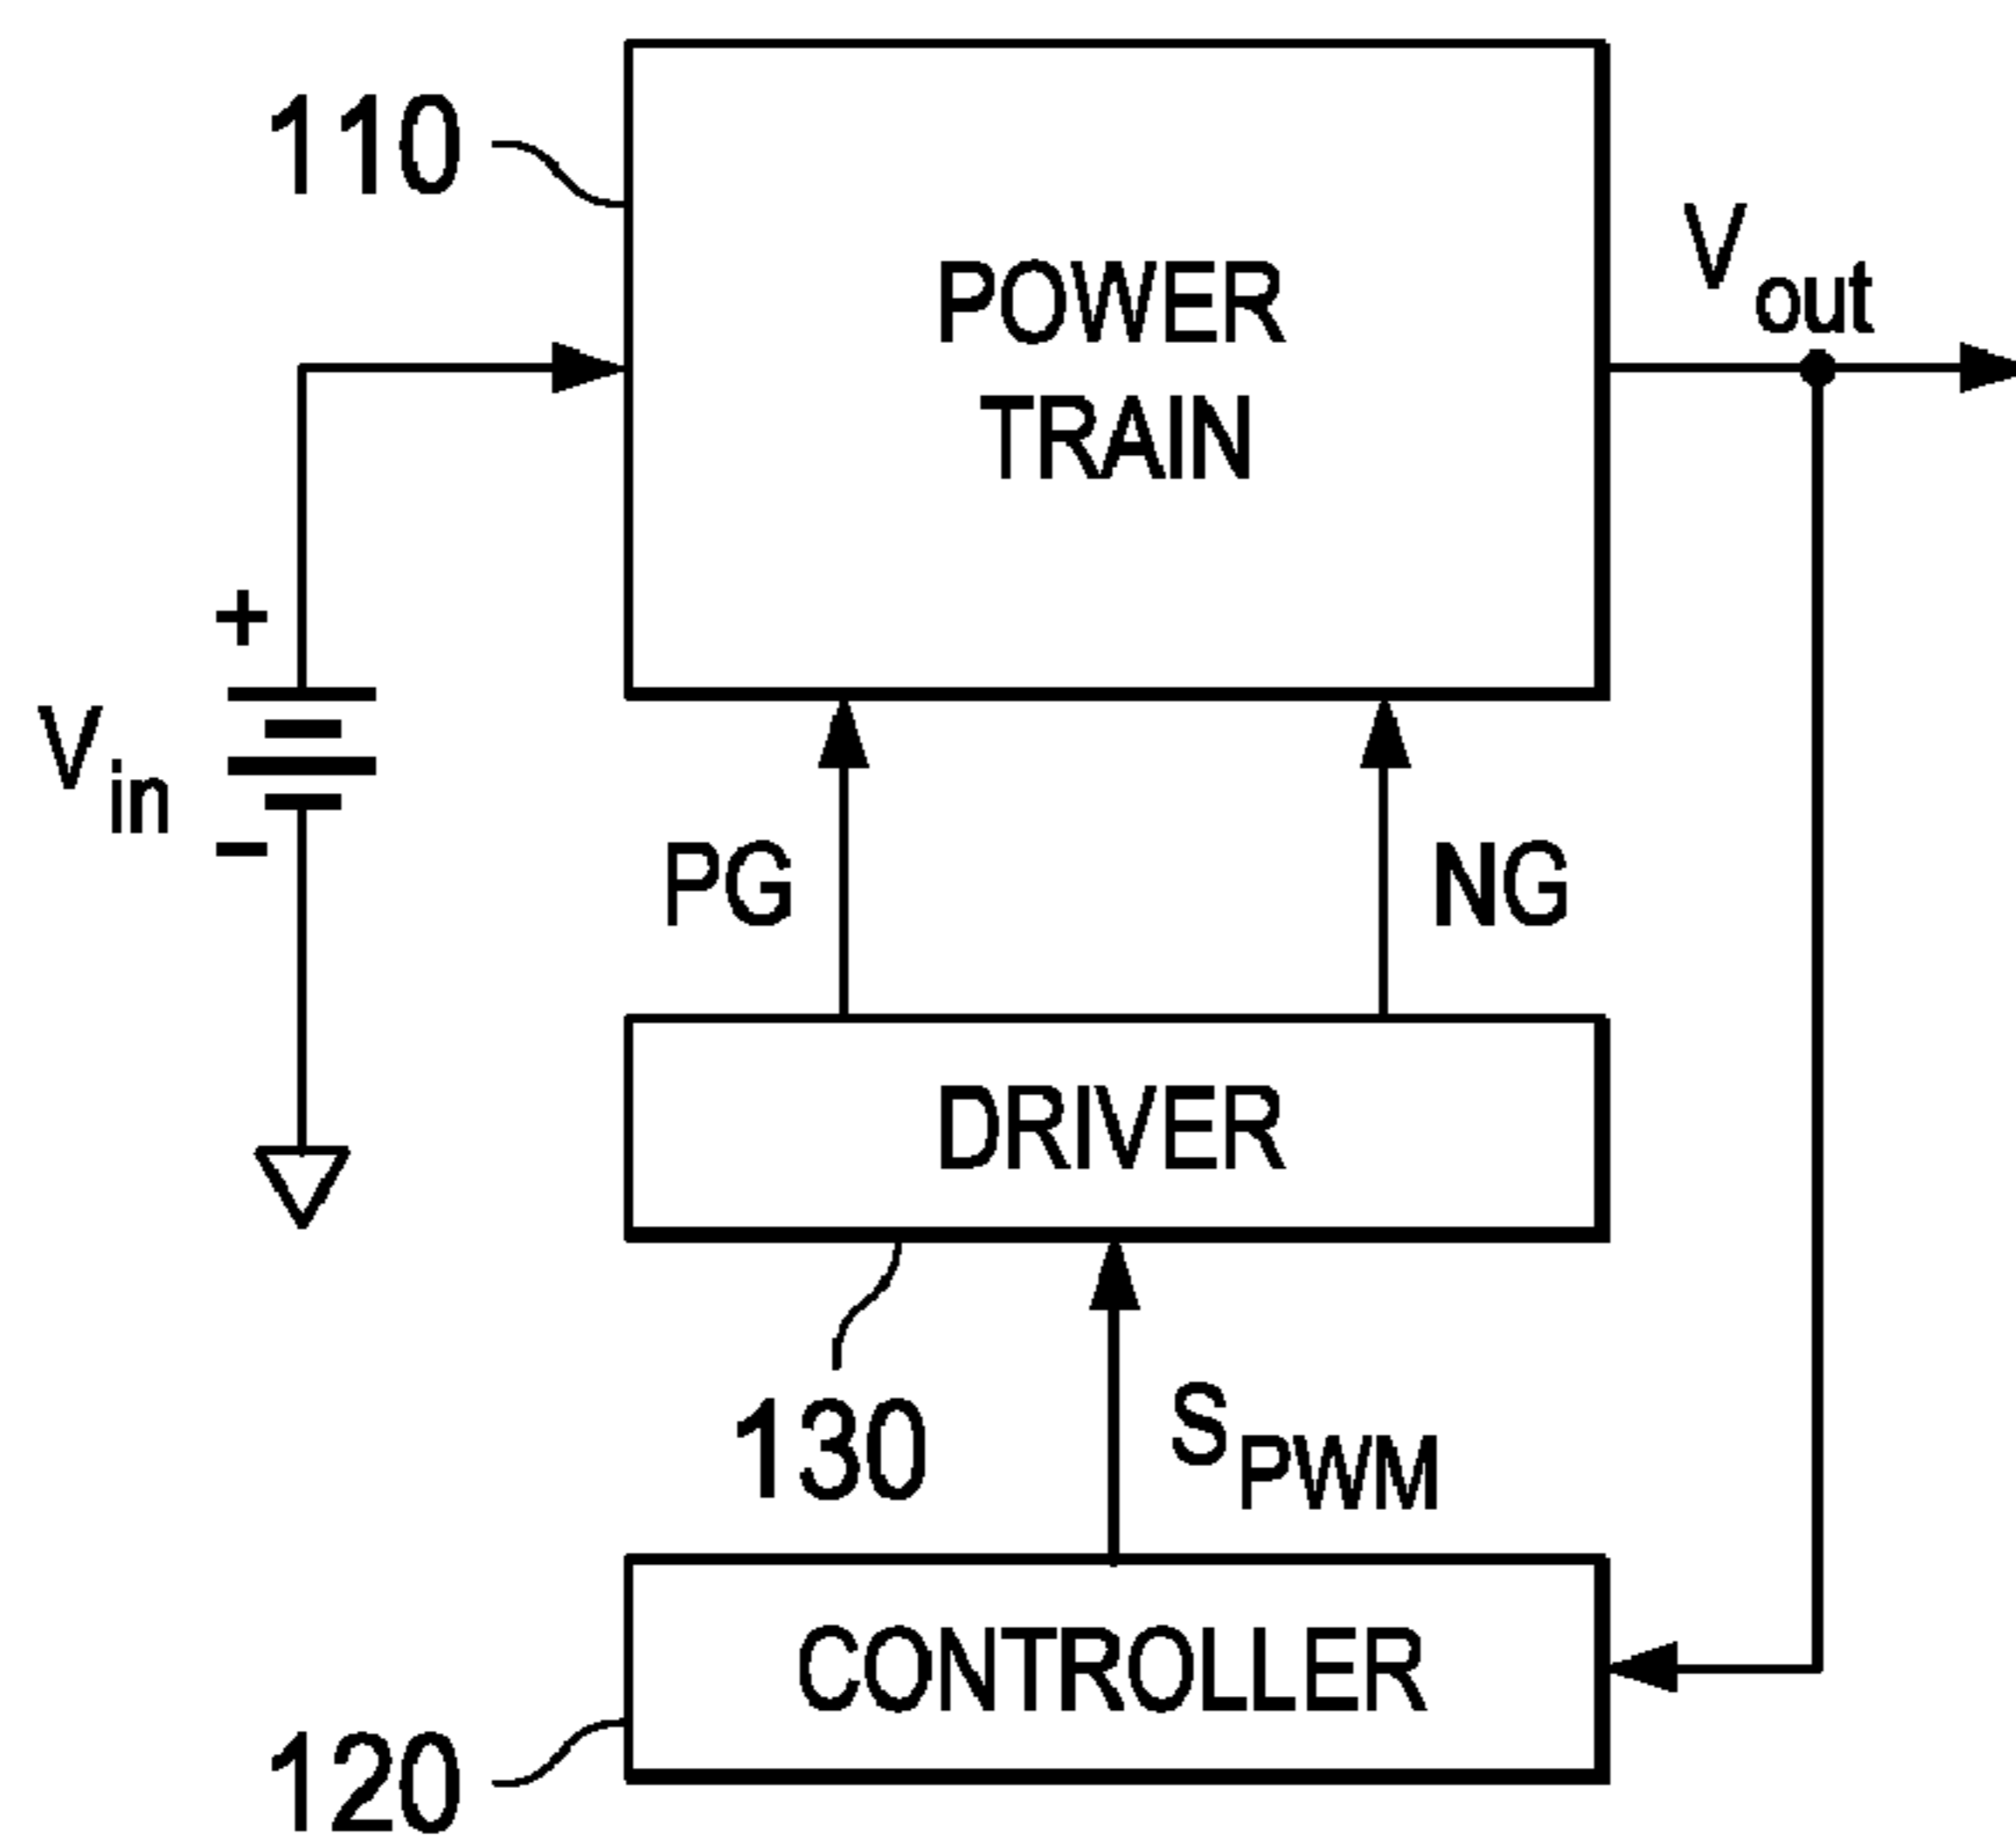 110
POWER
TRAIN
Vout
+
Vin
−
PG
NG
DRIVER
130
SPWM
CONTROLLER
120